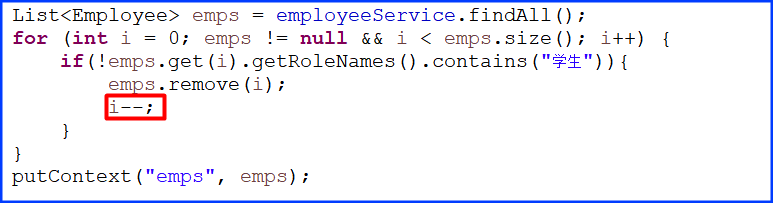 List<Employee> emps = employeeService.findAll();
for (int i = 0; emps != null && i < emps.size(); i++) {
    if(!emps.get(i).getRoleNames().contains("学生")){
        emps.remove(i);
        i--;
    }
}
putContext("emps", emps);